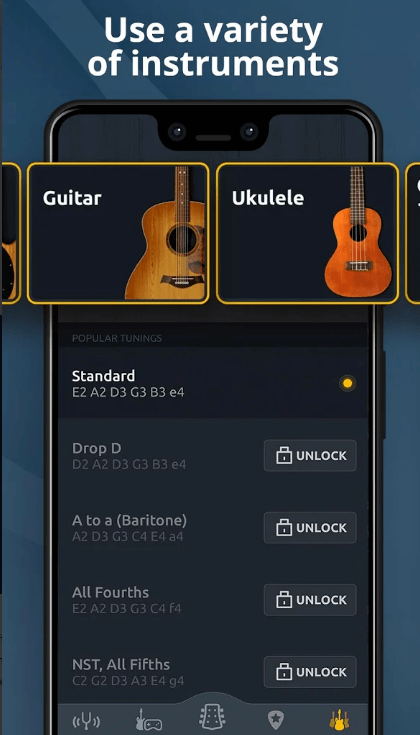 Use a variety
of instruments
Guitar
Ukulele
POPULAR TUNINGS
Standard
E2 A2 D3 G3 B3 e4
Drop D
D2 A2 D3 G3 B3 e4
UNLOCK
A to a (Baritone)
A2 D3 G3 C4 E4 a4
UNLOCK
All Fourths
E2 A2 D3 G3 C4 f4
UNLOCK
NST, All Fifths
C2 G2 D3 A3 E4 g4
UNLOCK